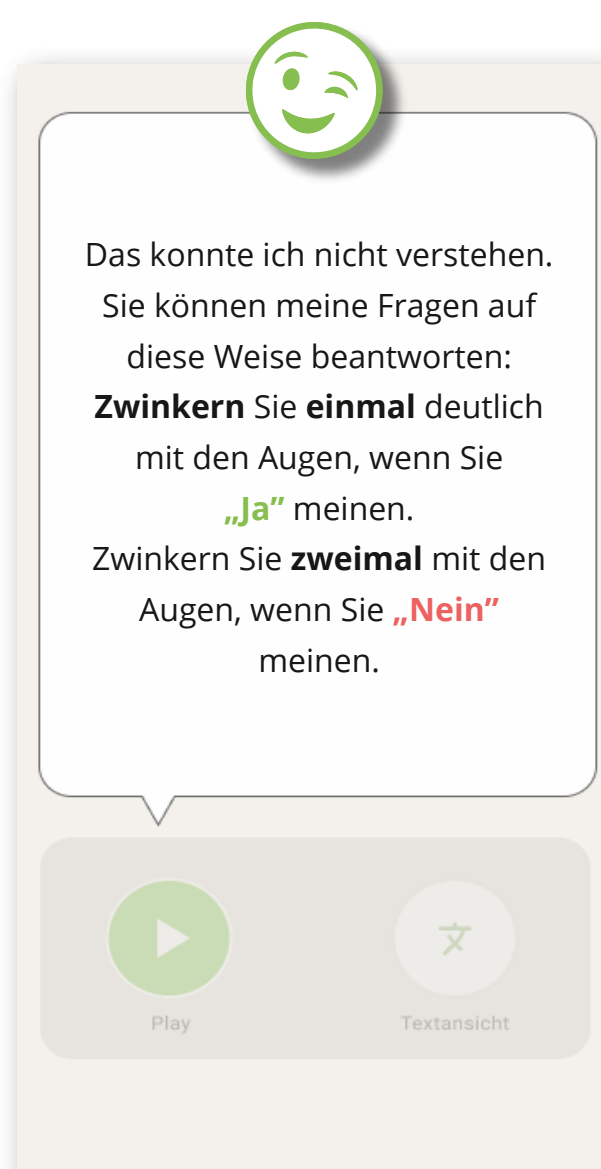 Das konnte ich nicht verstehen.
Sie können meine Fragen auf
diese Weise beantworten:
Zwinkern Sie einmal deutlich
mit den Augen, wenn Sie
„Ja” meinen.
Zwinkern Sie zweimal mit den
Augen, wenn Sie „Nein”
meinen.
文
Play Textansicht